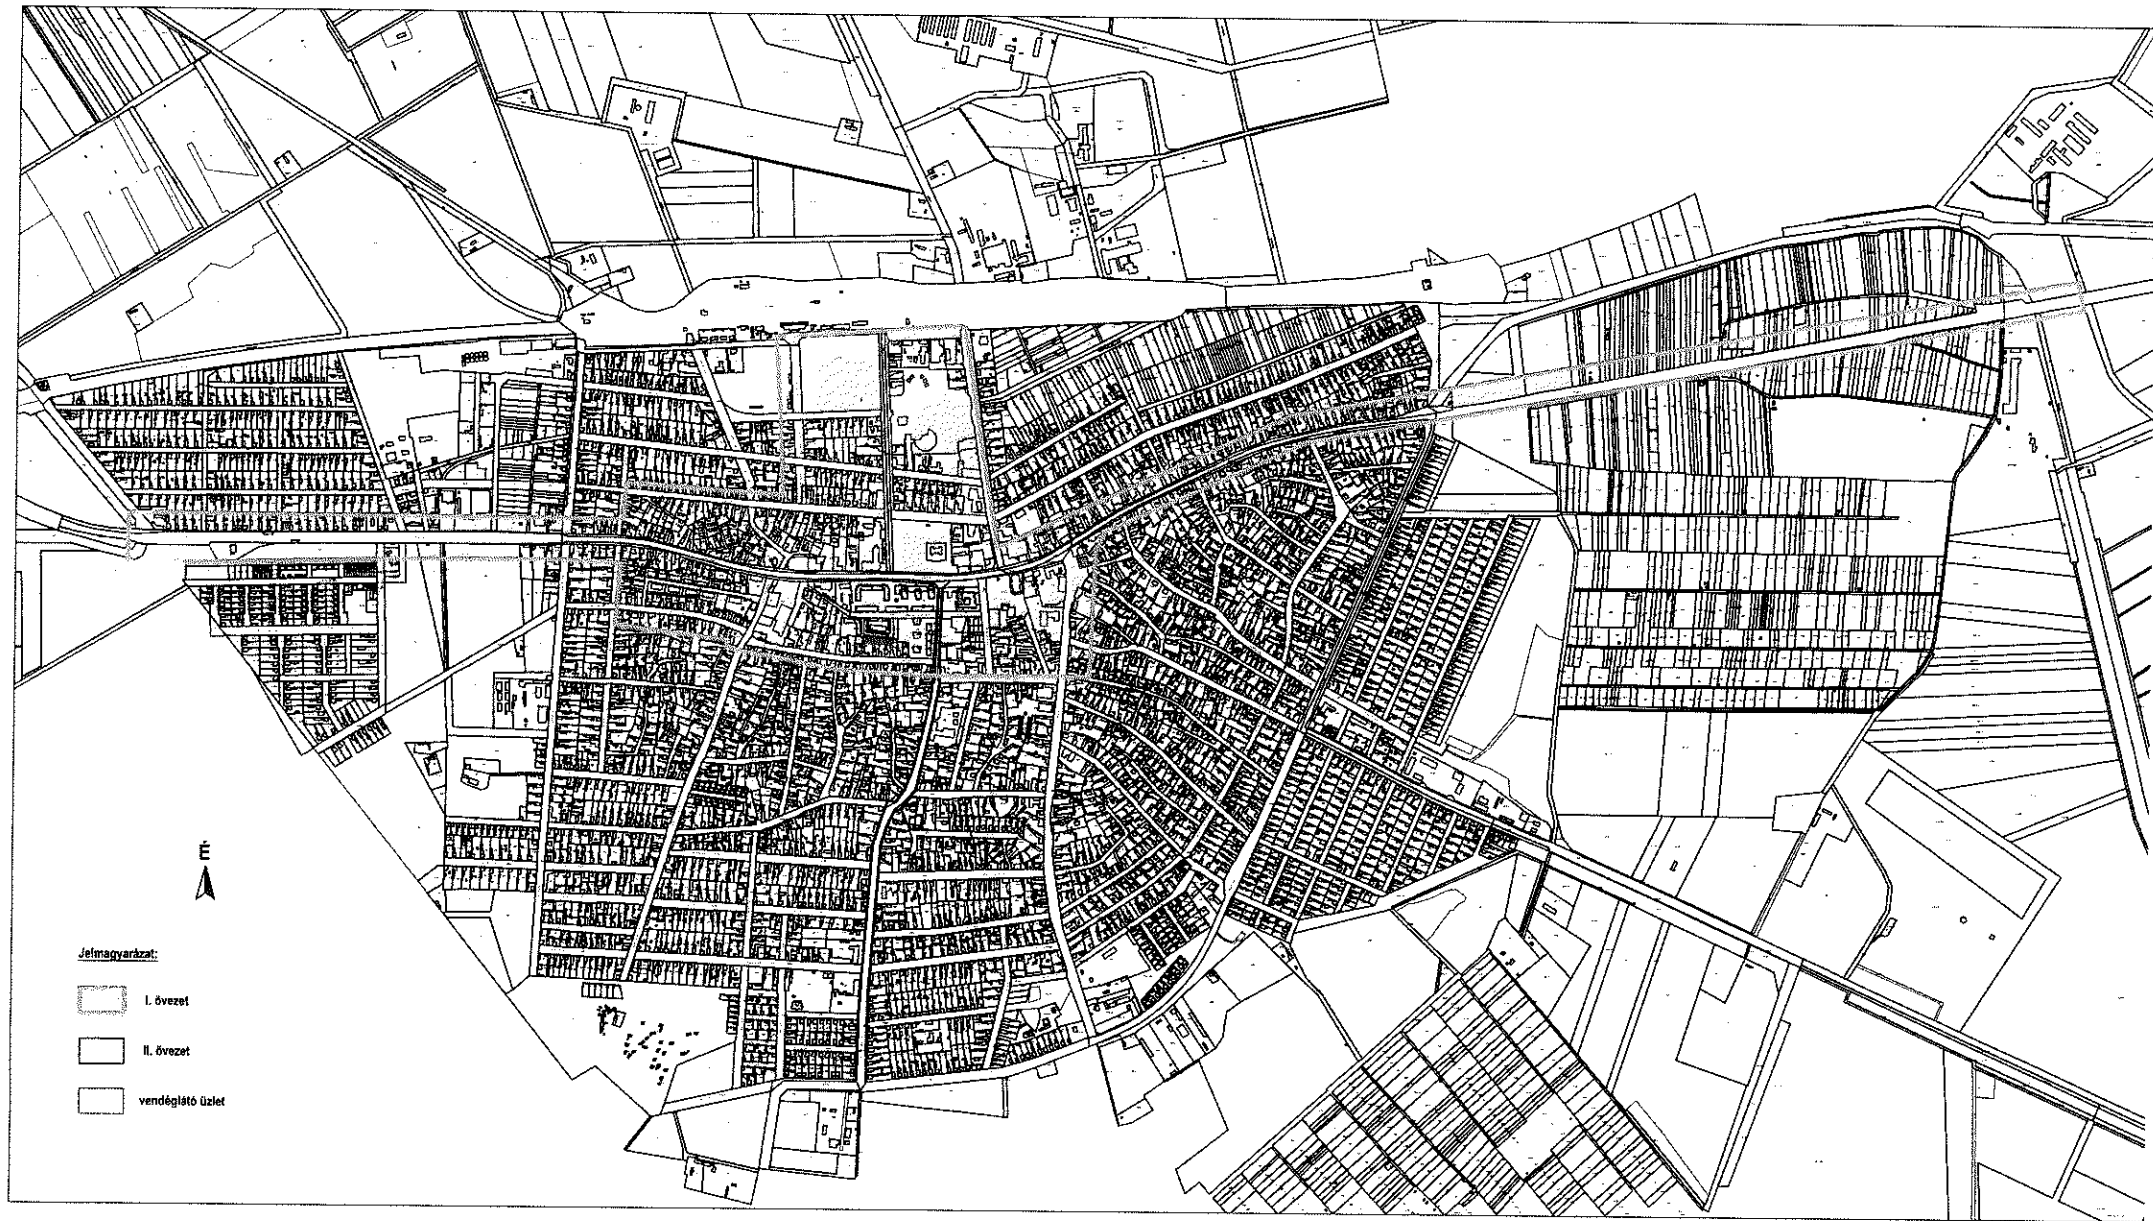 É
Jelmagyarázat:
I. övezet
II. övezet
vendéglátó üzlet